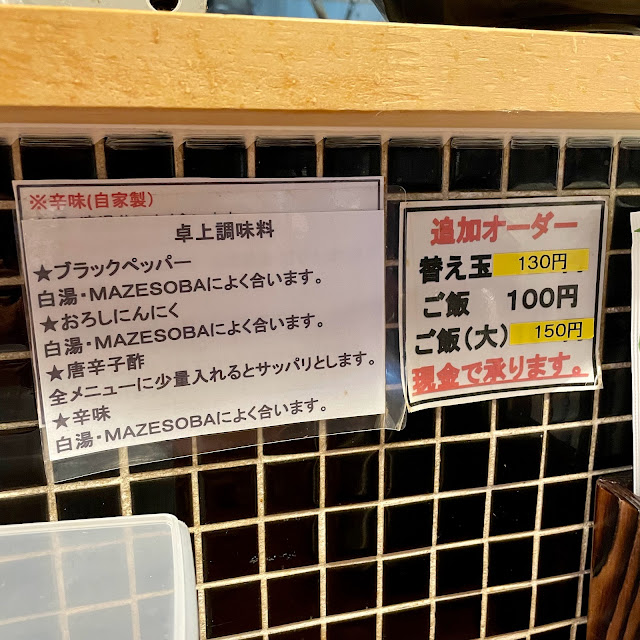 ※辛味(自家製)
卓上調味料
★ブラックペッパー
白湯・MAZESOBAによく合います。
★おろしにんにく
白湯・MAZESOBAによく合います。
★唐辛子酢
全メニューに少量入れるとサッパリとします。
★辛味
白湯・MAZESOBAによく合います。
追加オーダー
替え玉 130円
ご飯 100円
ご飯(大) 150円
現金で承ります。